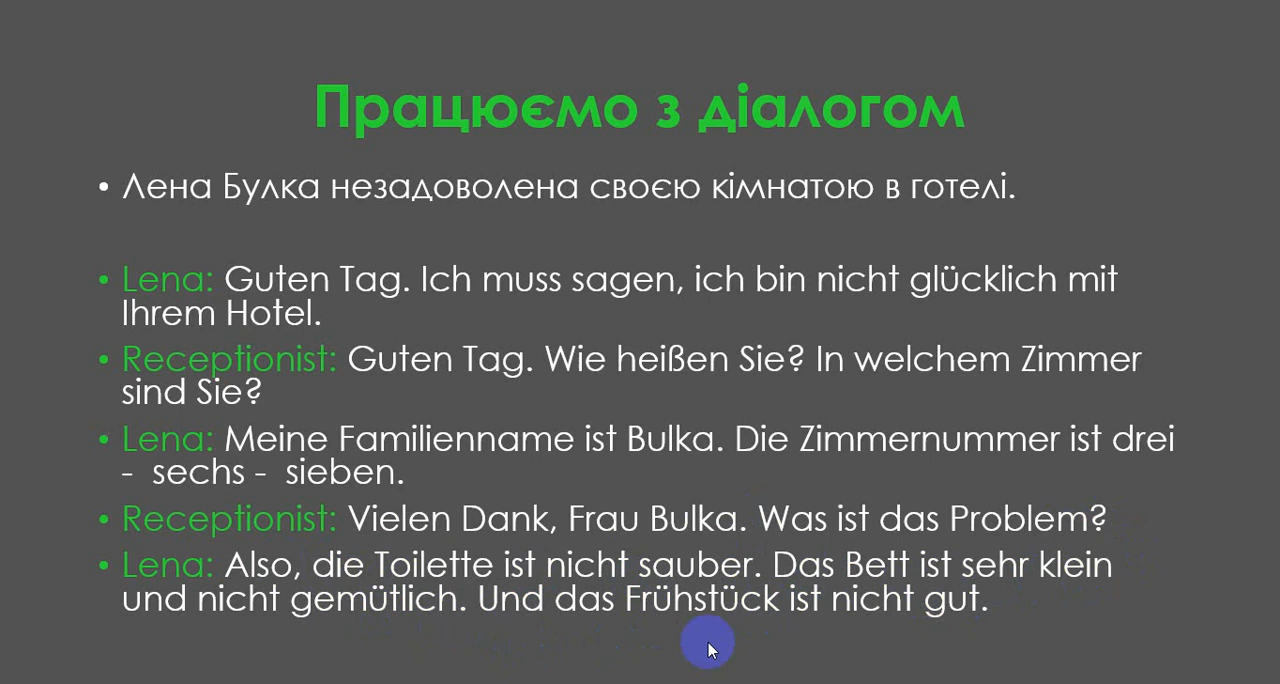 Працюємо з діалогом
• Лена Булка незадоволена своєю кімнатою в готелі.
• Lena: Guten Tag. Ich muss sagen, ich bin nicht glücklich mit
Ihrem Hotel.
• Receptionist: Guten Tag. Wie heißen Sie? In welchem Zimmer
sind Sie?
• Lena: Meine Familienname ist Bulka. Die Zimmernummer ist drei
- sechs - sieben.
• Receptionist: Vielen Dank, Frau Bulka. Was ist das Problem?
• Lena: Also, die Toilette ist nicht sauber. Das Bett ist sehr klein
und nicht gemütlich. Und das Frühstück ist nicht gut.